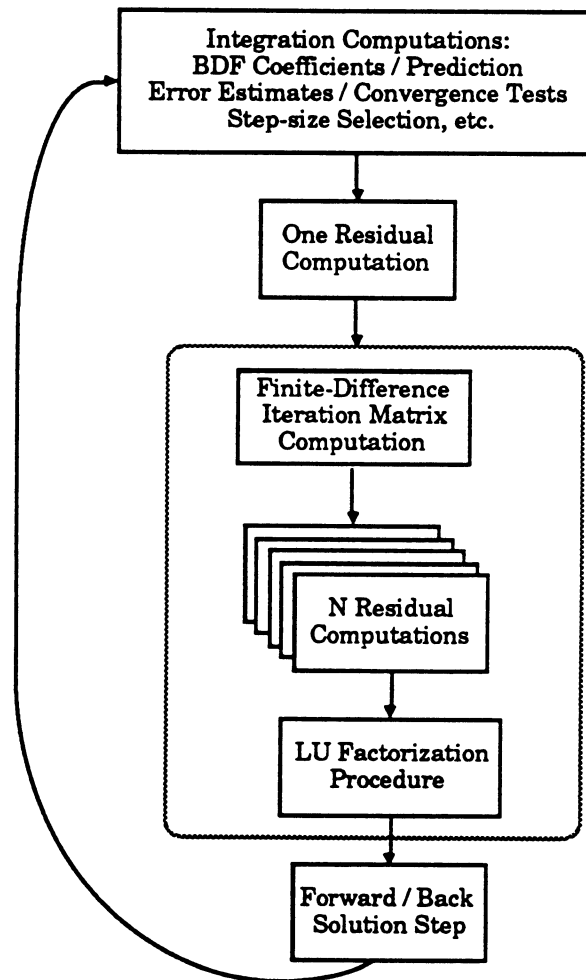 Integration Computations:
BDF Coefficients / Prediction
Error Estimates / Convergence Tests
Step-size Selection, etc.
One Residual
Computation
Finite-Difference
Iteration Matrix
Computation
N Residual
Computations
LU Factorization
Procedure
Forward / Back
Solution Step